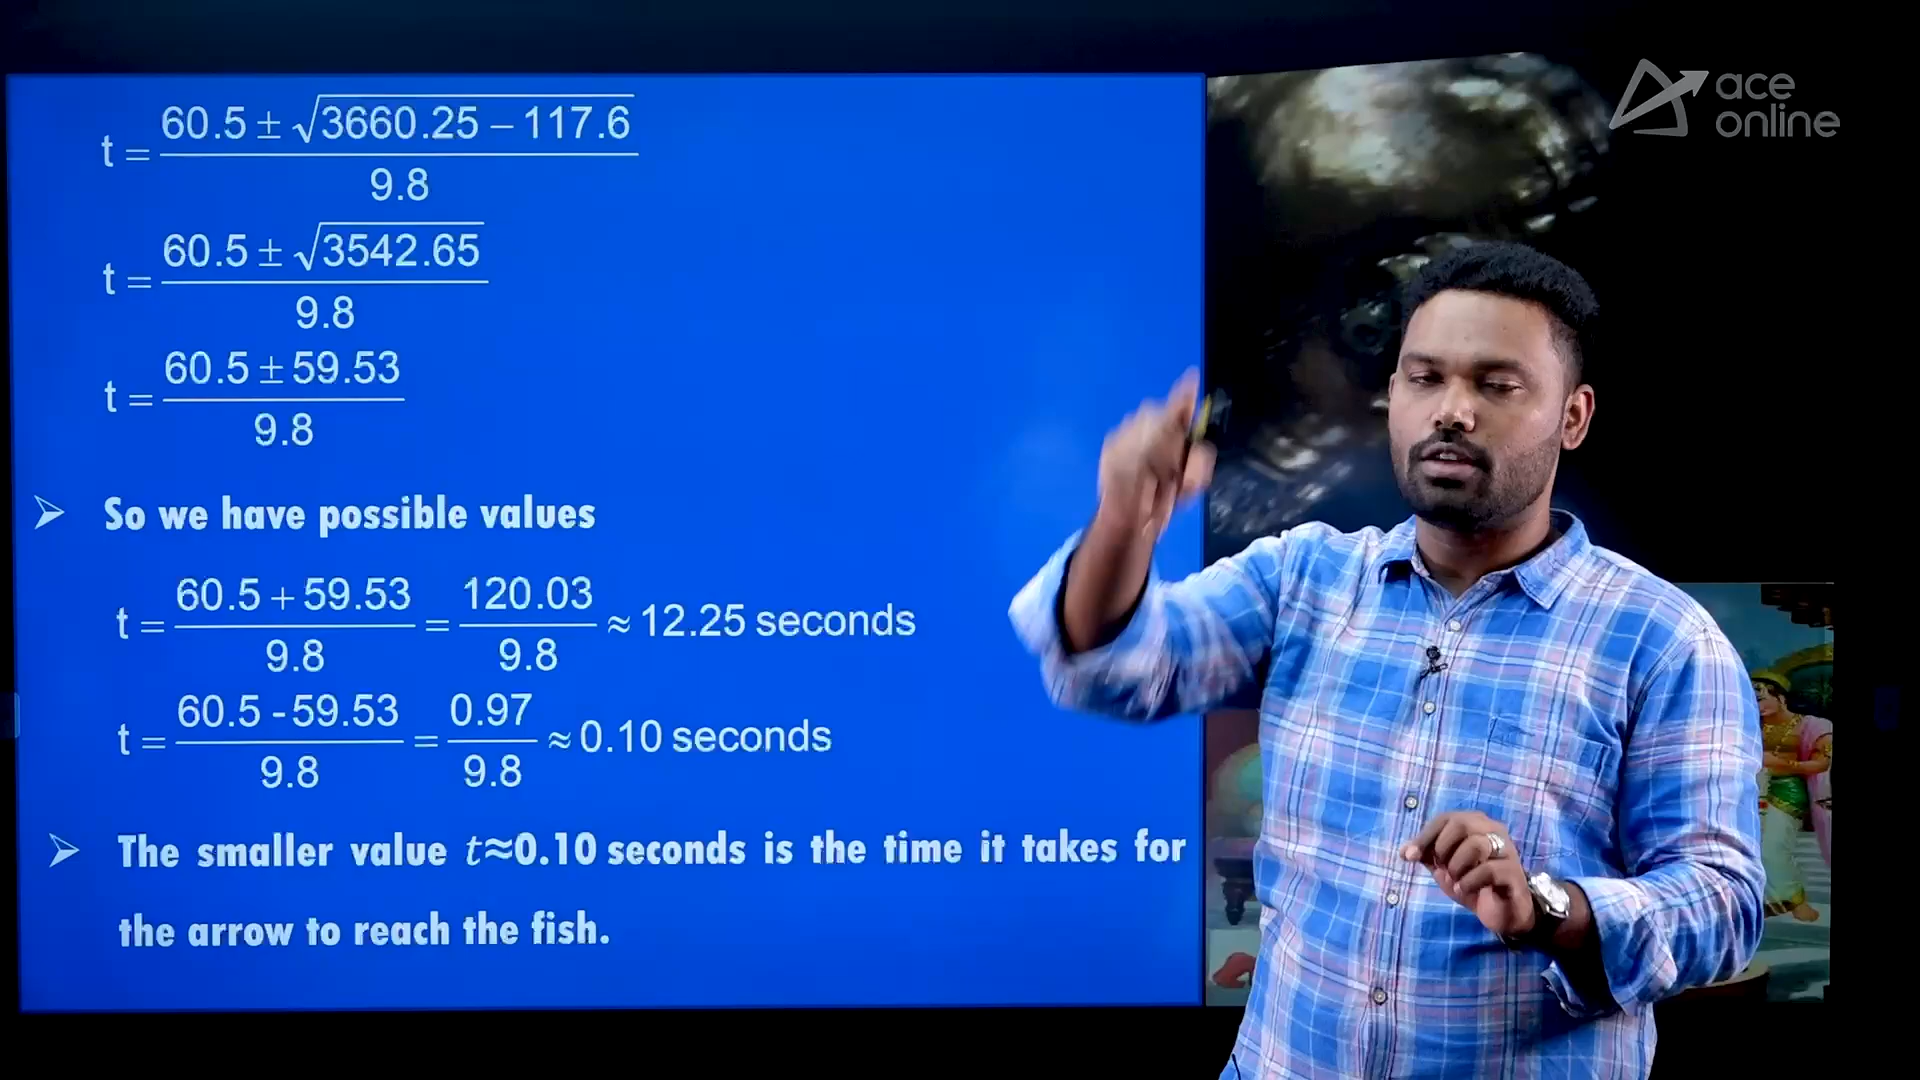 ace online
t = (60.5 ± √(3660.25 – 117.6)) / 9.8
t = (60.5 ± √3542.65) / 9.8
t = (60.5 ± 59.53) / 9.8
➢ So we have possible values
t = (60.5 + 59.53) / 9.8 = 120.03 / 9.8 ≈ 12.25 seconds
t = (60.5 - 59.53) / 9.8 = 0.97 / 9.8 ≈ 0.10 seconds
➢ The smaller value t≈0.10 seconds is the time it takes for
the arrow to reach the fish.